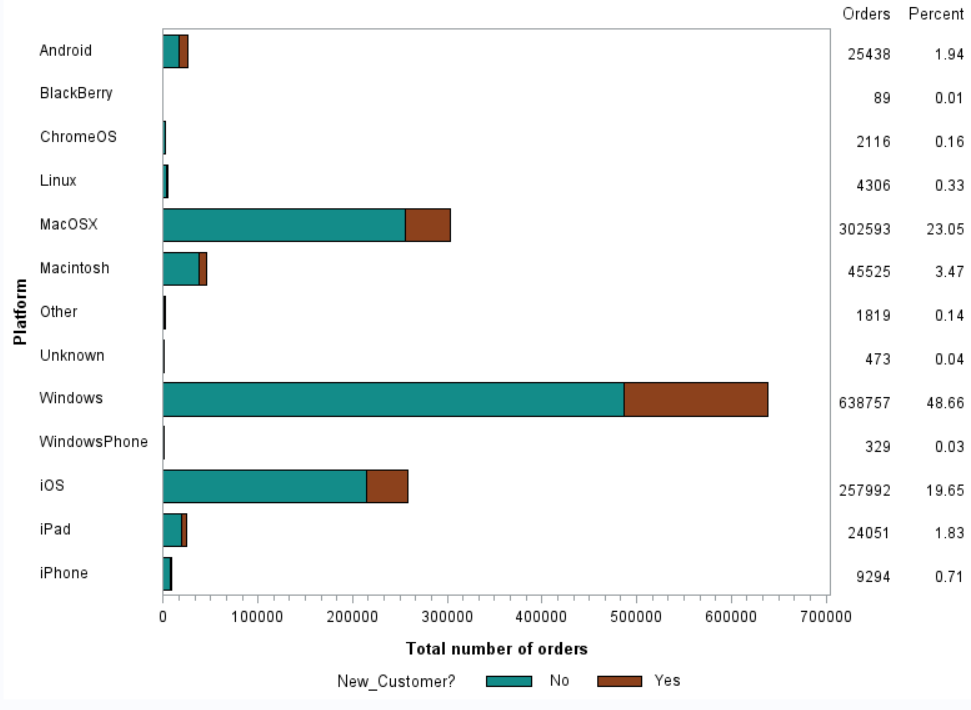 Orders Percent
Android 25438 1.94
BlackBerry 89 0.01
ChromeOS 2116 0.16
Linux 4306 0.33
MacOSX 302593 23.05
Macintosh 45525 3.47
Platform
Other 1819 0.14
Unknown 473 0.04
Windows 638757 48.66
WindowsPhone 329 0.03
iOS 257992 19.65
iPad 24051 1.83
iPhone 9294 0.71
0 100000 200000 300000 400000 500000 600000 700000
Total number of orders
New_Customer? No Yes